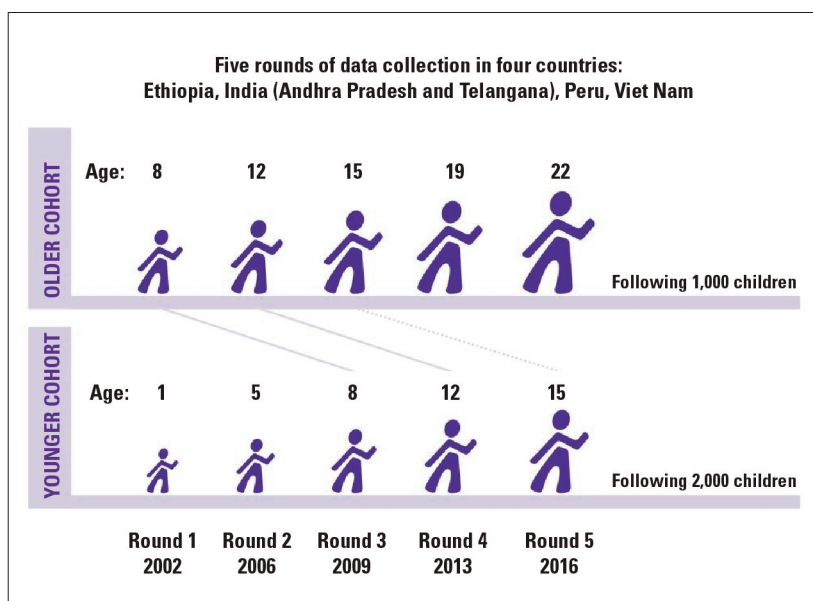 Five rounds of data collection in four countries:
Ethiopia, India (Andhra Pradesh and Telangana), Peru, Viet Nam
OLDER COHORT
Age: 8 12 15 19 22
Following 1,000 children
YOUNGER COHORT
Age: 1 5 8 12 15
Following 2,000 children
Round 1 Round 2 Round 3 Round 4 Round 5
2002 2006 2009 2013 2016